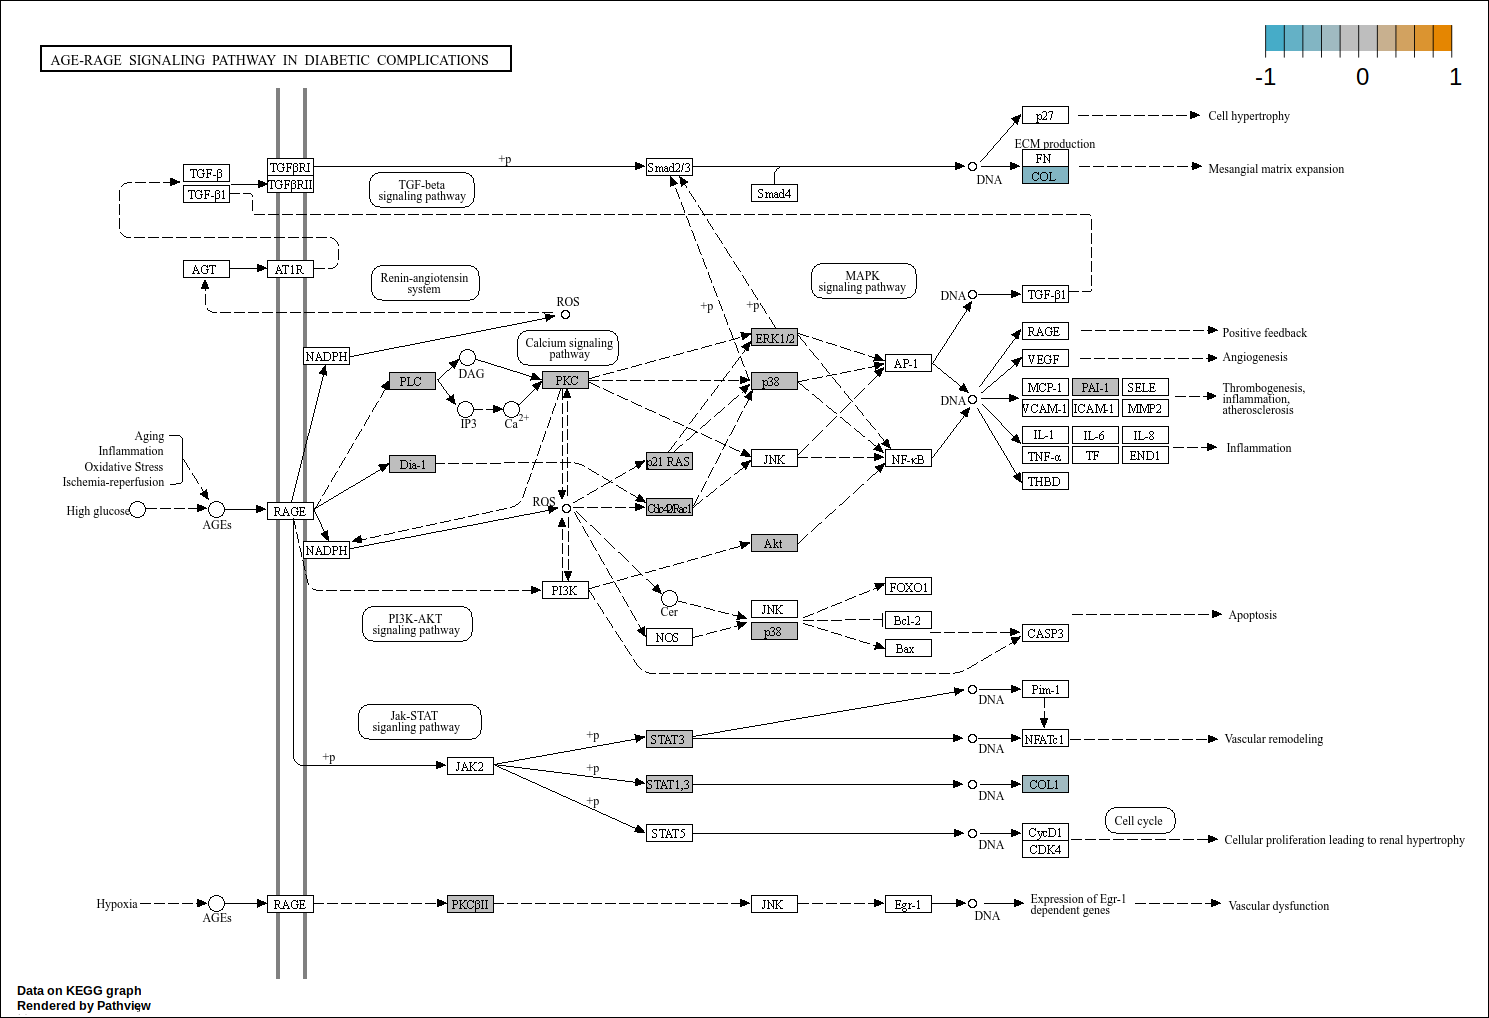 AGE-RAGE SIGNALING PATHWAY IN DIABETIC COMPLICATIONS
-1 0 1
p27
Cell hypertrophy
ECM production
FN
COL
Mesangial matrix expansion
DNA
TGF-β
TGF-β1
TGFβRI
TGFβRII
+p
TGF-beta
signaling pathway
Smad2/3
Smad4
AGT
AT1R
Renin-angiotensin
system
MAPK
signaling pathway
DNA
TGF-β1
ROS
+p
+p
NADPH
Calcium signaling
pathway
ERK1/2
AP-1
RAGE
Positive feedback
VEGF
Angiogenesis
PLC
DAG
IP3
Ca2+
PKC
p38
DNA
MCP-1
PAI-1
SELE
VCAM-1
ICAM-1
MMP2
Thrombogenesis,
inflammation,
atherosclerosis
IL-1
IL-6
IL-8
TNF-α
TF
END1
Inflammation
THBD
Aging
Inflammation
Oxidative Stress
Ischemia-reperfusion
High glucose
AGEs
RAGE
NADPH
Dia-1
p21 RAS
JNK
NF-κB
ROS
Cdc42/Rac1
Akt
PI3K
PI3K-AKT
signaling pathway
Cer
NOS
JNK
p38
FOXO1
Bcl-2
Bax
CASP3
Apoptosis
Jak-STAT
siganling pathway
+p
JAK2
+p
+p
+p
STAT3
STAT1,3
STAT5
DNA
Pim-1
DNA
NFATc1
Vascular remodeling
DNA
COL1
DNA
CycD1
CDK4
Cell cycle
Cellular proliferation leading to renal hypertrophy
Hypoxia
AGEs
RAGE
PKCβII
JNK
Egr-1
DNA
Expression of Egr-1
dependent genes
Vascular dysfunction
Data on KEGG graph
Rendered by Pathview